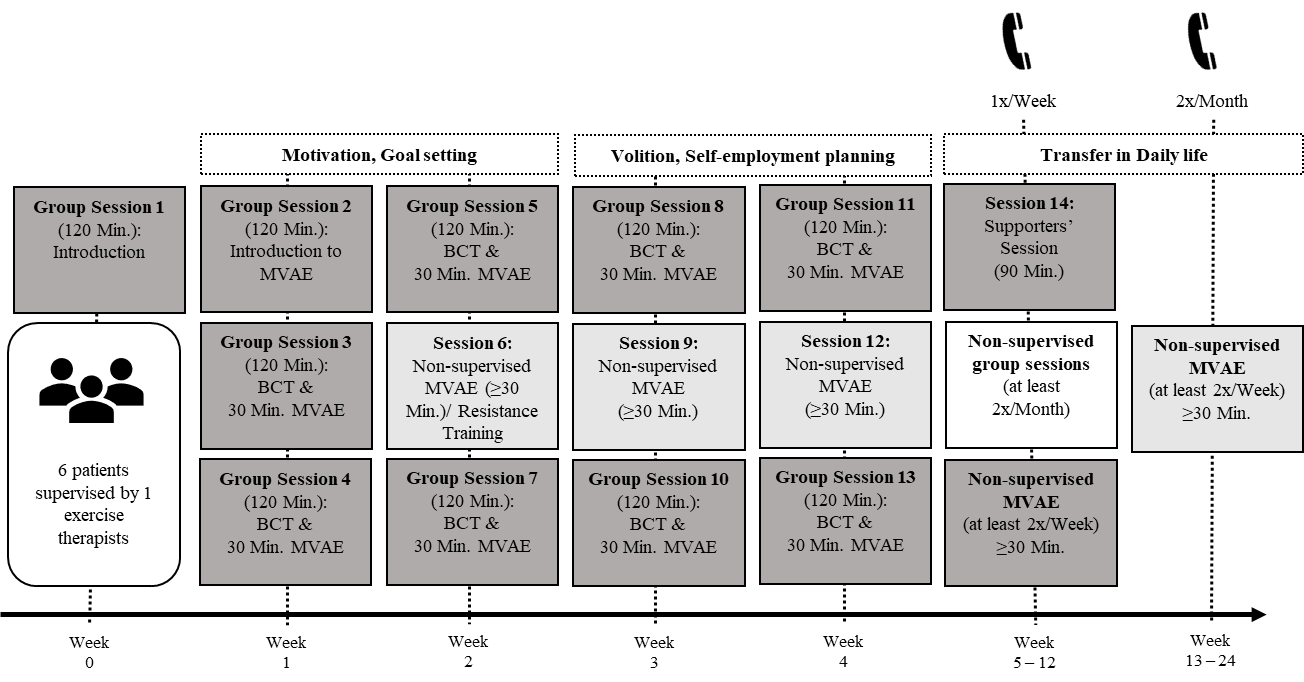 1x/Week
2x/Month
Motivation, Goal setting
Volition, Self-employment planning
Transfer in Daily life
Group Session 1
(120 Min.):
Introduction
6 patients
supervised by 1
exercise
therapists
Group Session 2
(120 Min.):
Introduction to
MVAE
Group Session 3
(120 Min.):
BCT &
30 Min. MVAE
Group Session 4
(120 Min.):
BCT &
30 Min. MVAE
Group Session 5
(120 Min.):
BCT &
30 Min. MVAE
Session 6:
Non-supervised
MVAE (≥30
Min.)/ Resistance
Training
Group Session 7
(120 Min.):
BCT &
30 Min. MVAE
Group Session 8
(120 Min.):
BCT &
30 Min. MVAE
Session 9:
Non-supervised
MVAE
(≥30 Min.)
Group Session 10
(120 Min.):
BCT &
30 Min. MVAE
Group Session 11
(120 Min.):
BCT &
30 Min. MVAE
Session 12:
Non-supervised
MVAE
(≥30 Min.)
Group Session 13
(120 Min.):
BCT &
30 Min. MVAE
Session 14:
Supporters’
Session
(90 Min.)
Non-supervised
group sessions
(at least
2x/Month)
Non-supervised
MVAE
(at least 2x/Week)
≥30 Min.
Non-supervised
MVAE
(at least 2x/Week)
≥30 Min.
Week
0
Week
1
Week
2
Week
3
Week
4
Week
5 – 12
Week
13 – 24